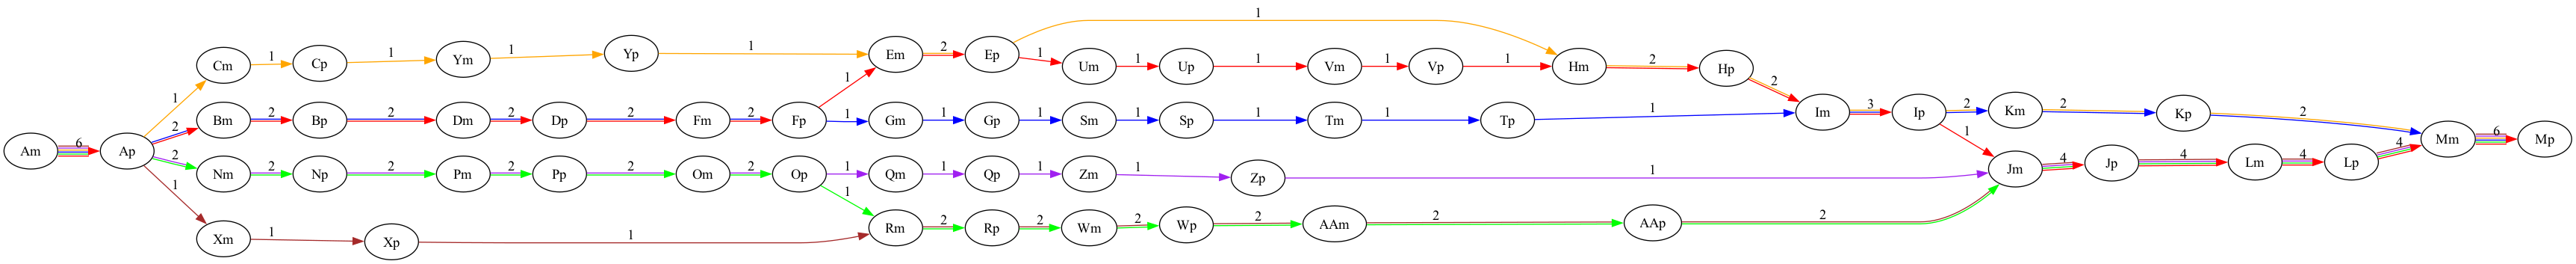 1
Cm 1 Cp 1 Ym 1 Yp 1 Em 2 Ep 1 Um 1 Up 1 Vm 1 Vp 1 Hm 2 Hp 2
1 1
Am 6 Ap 2 Bm 2 Bp 2 Dm 2 Dp 2 Fm 2 Fp 1 Gm 1 Gp 1 Sm 1 Sp 1 Tm 1 Tp 1 Im 3 Ip 2 Km 2 Kp 2 Mm 6 Mp
2 Nm 2 Np 2 Pm 2 Pp 2 Om 2 Op 1 Qm 1 Qp 1 Zm 1 Zp 1 1 Jm 4 Jp 4 Lm 4 Lp 4
1 Xm 1 Xp 1 1 Rm 2 Rp 2 Wm 2 Wp 2 AAm 2 AAp 2